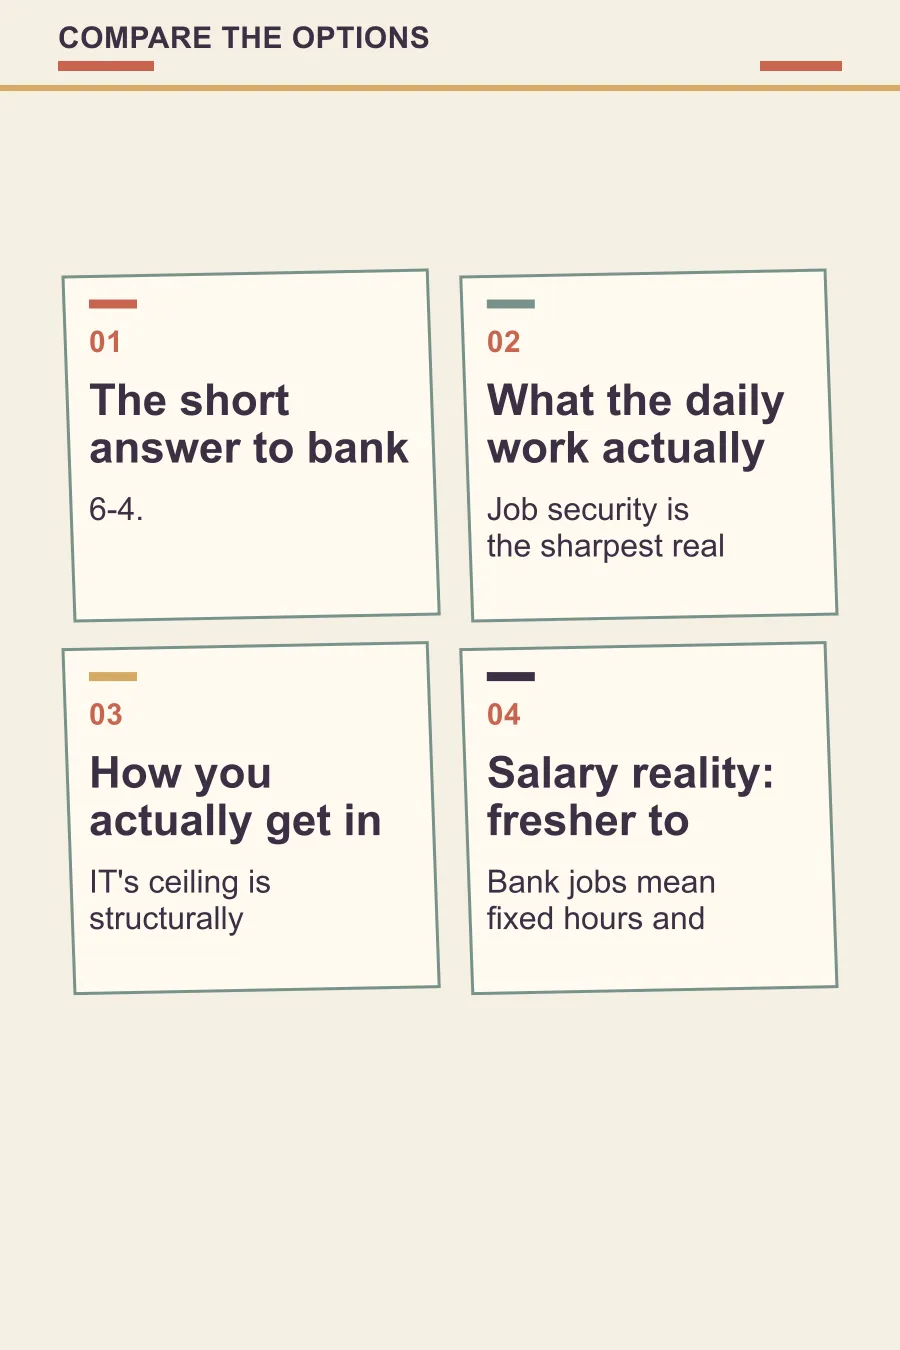 COMPARE THE OPTIONS
01
The short
answer to bank
6-4.
02
What the daily
work actually
Job security is
the sharpest real
03
How you
actually get in
IT's ceiling is
structurally
04
Salary reality:
fresher to
Bank jobs mean
fixed hours and